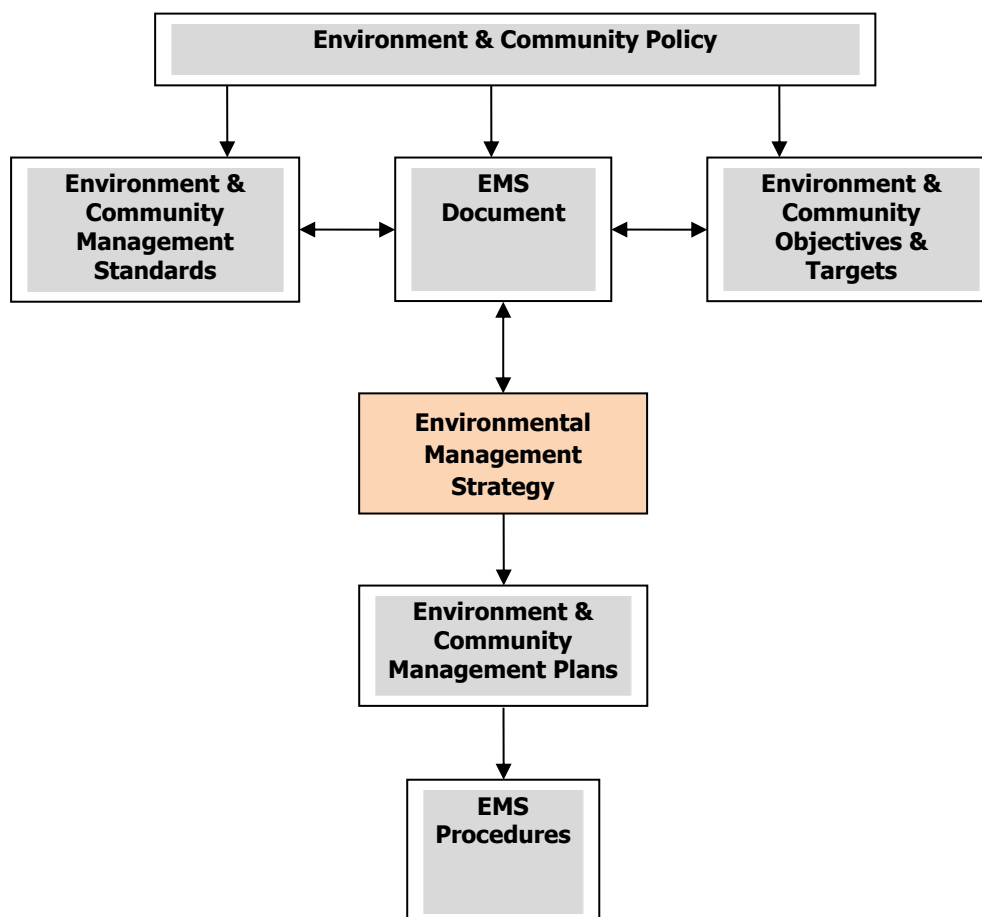 Environment & Community Policy
Environment &
Community
Management
Standards
EMS
Document
Environment &
Community
Objectives &
Targets
Environmental
Management
Strategy
Environment &
Community
Management Plans
EMS
Procedures